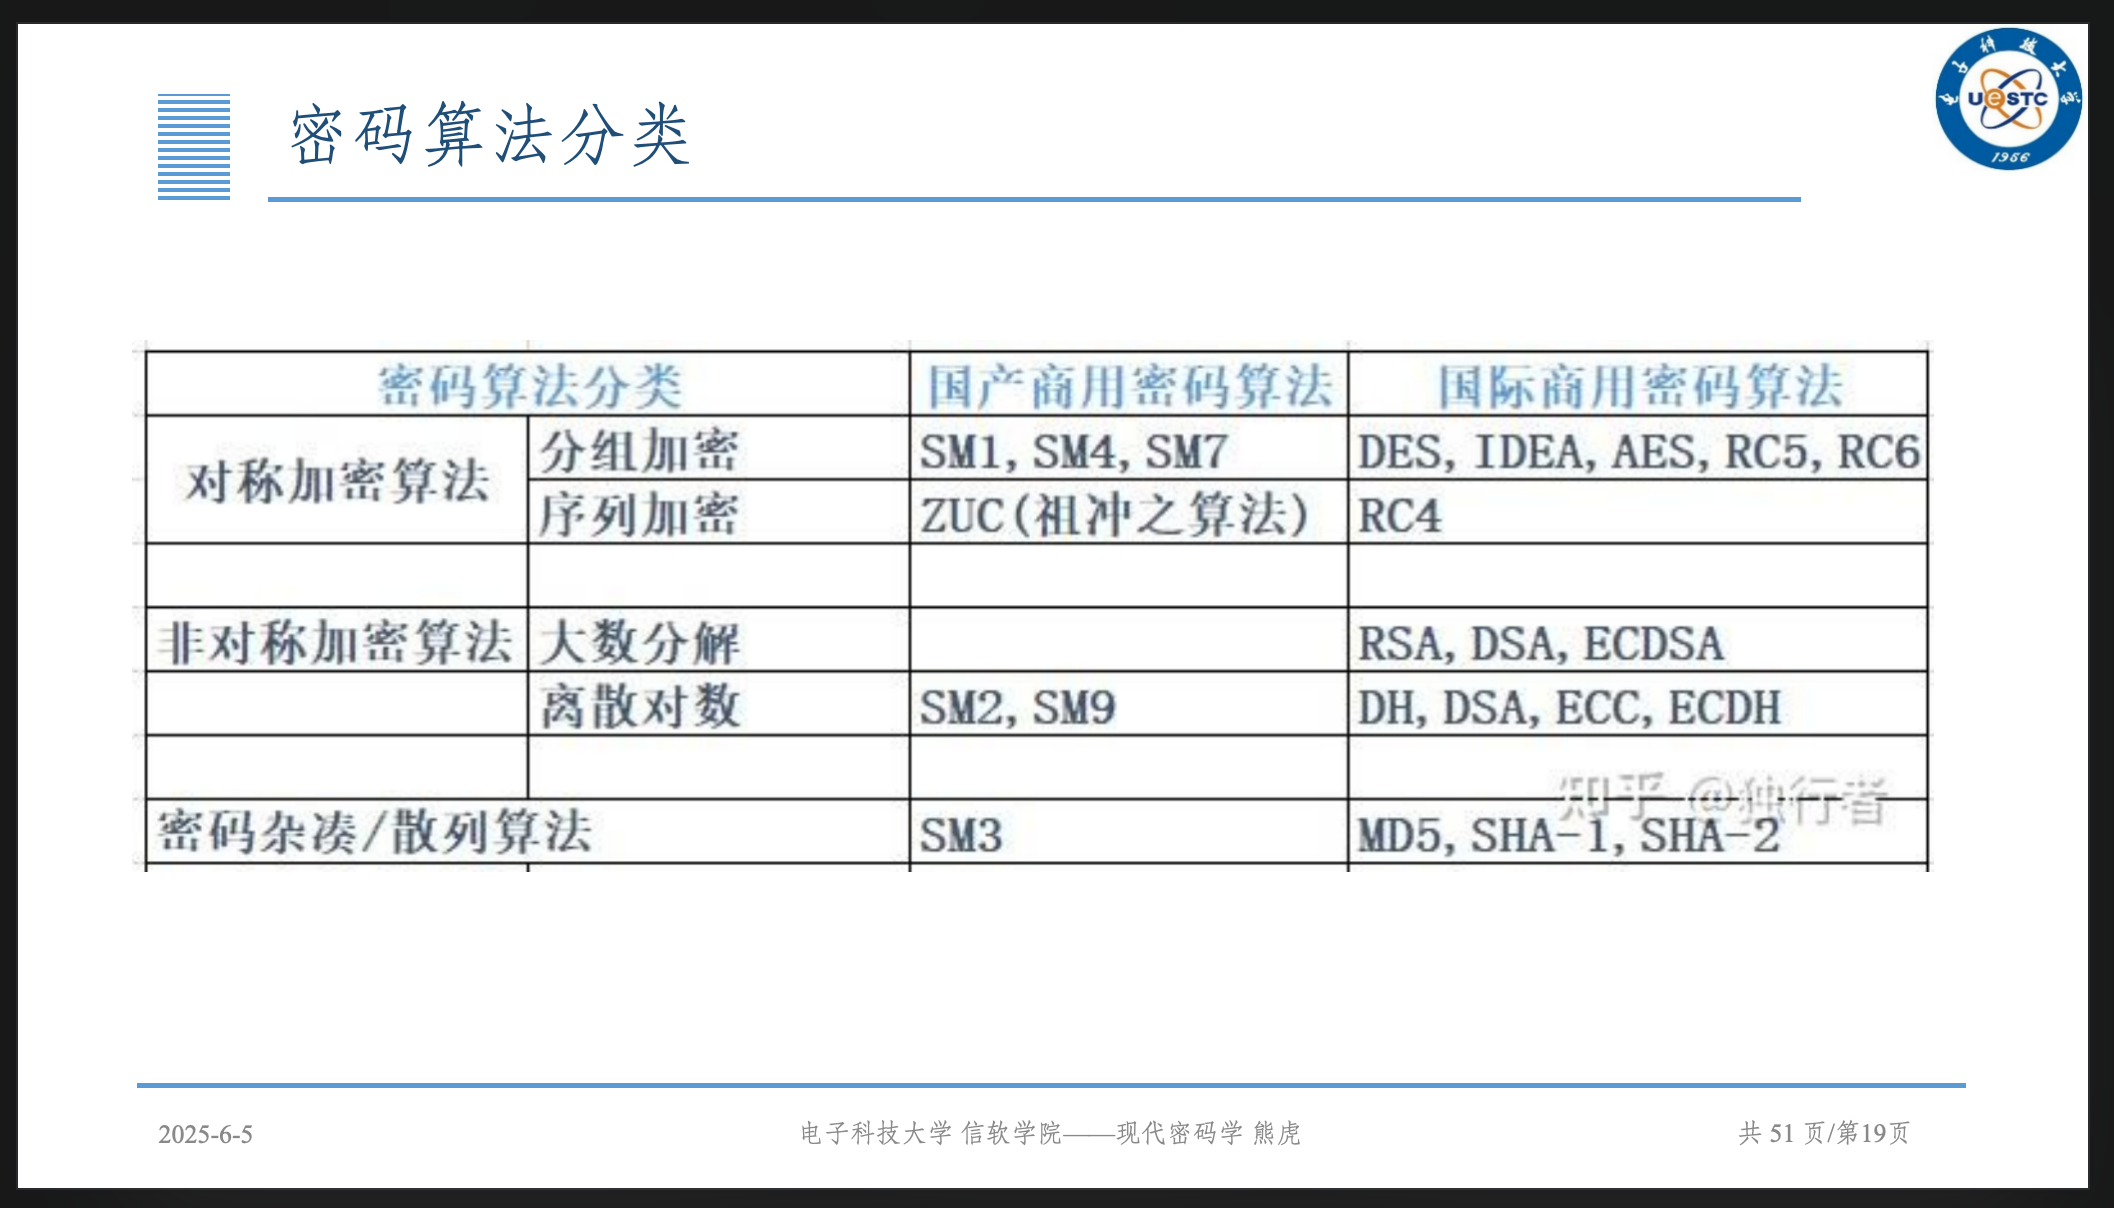 密码算法分类
UeSTC
1956
密码算法分类 国产商用密码算法 国际商用密码算法
对称加密算法 分组加密 SM1, SM4, SM7 DES, IDEA, AES, RC5, RC6
序列加密 ZUC(祖冲之算法) RC4
非对称加密算法 大数分解 RSA, DSA, ECDSA
离散对数 SM2, SM9 DH, DSA, ECC, ECDH
知乎 @独行者
密码杂凑/散列算法 SM3 MD5, SHA-1, SHA-2
2025-6-5 电子科技大学 信软学院——现代密码学 熊虎 共 51 页/第19页